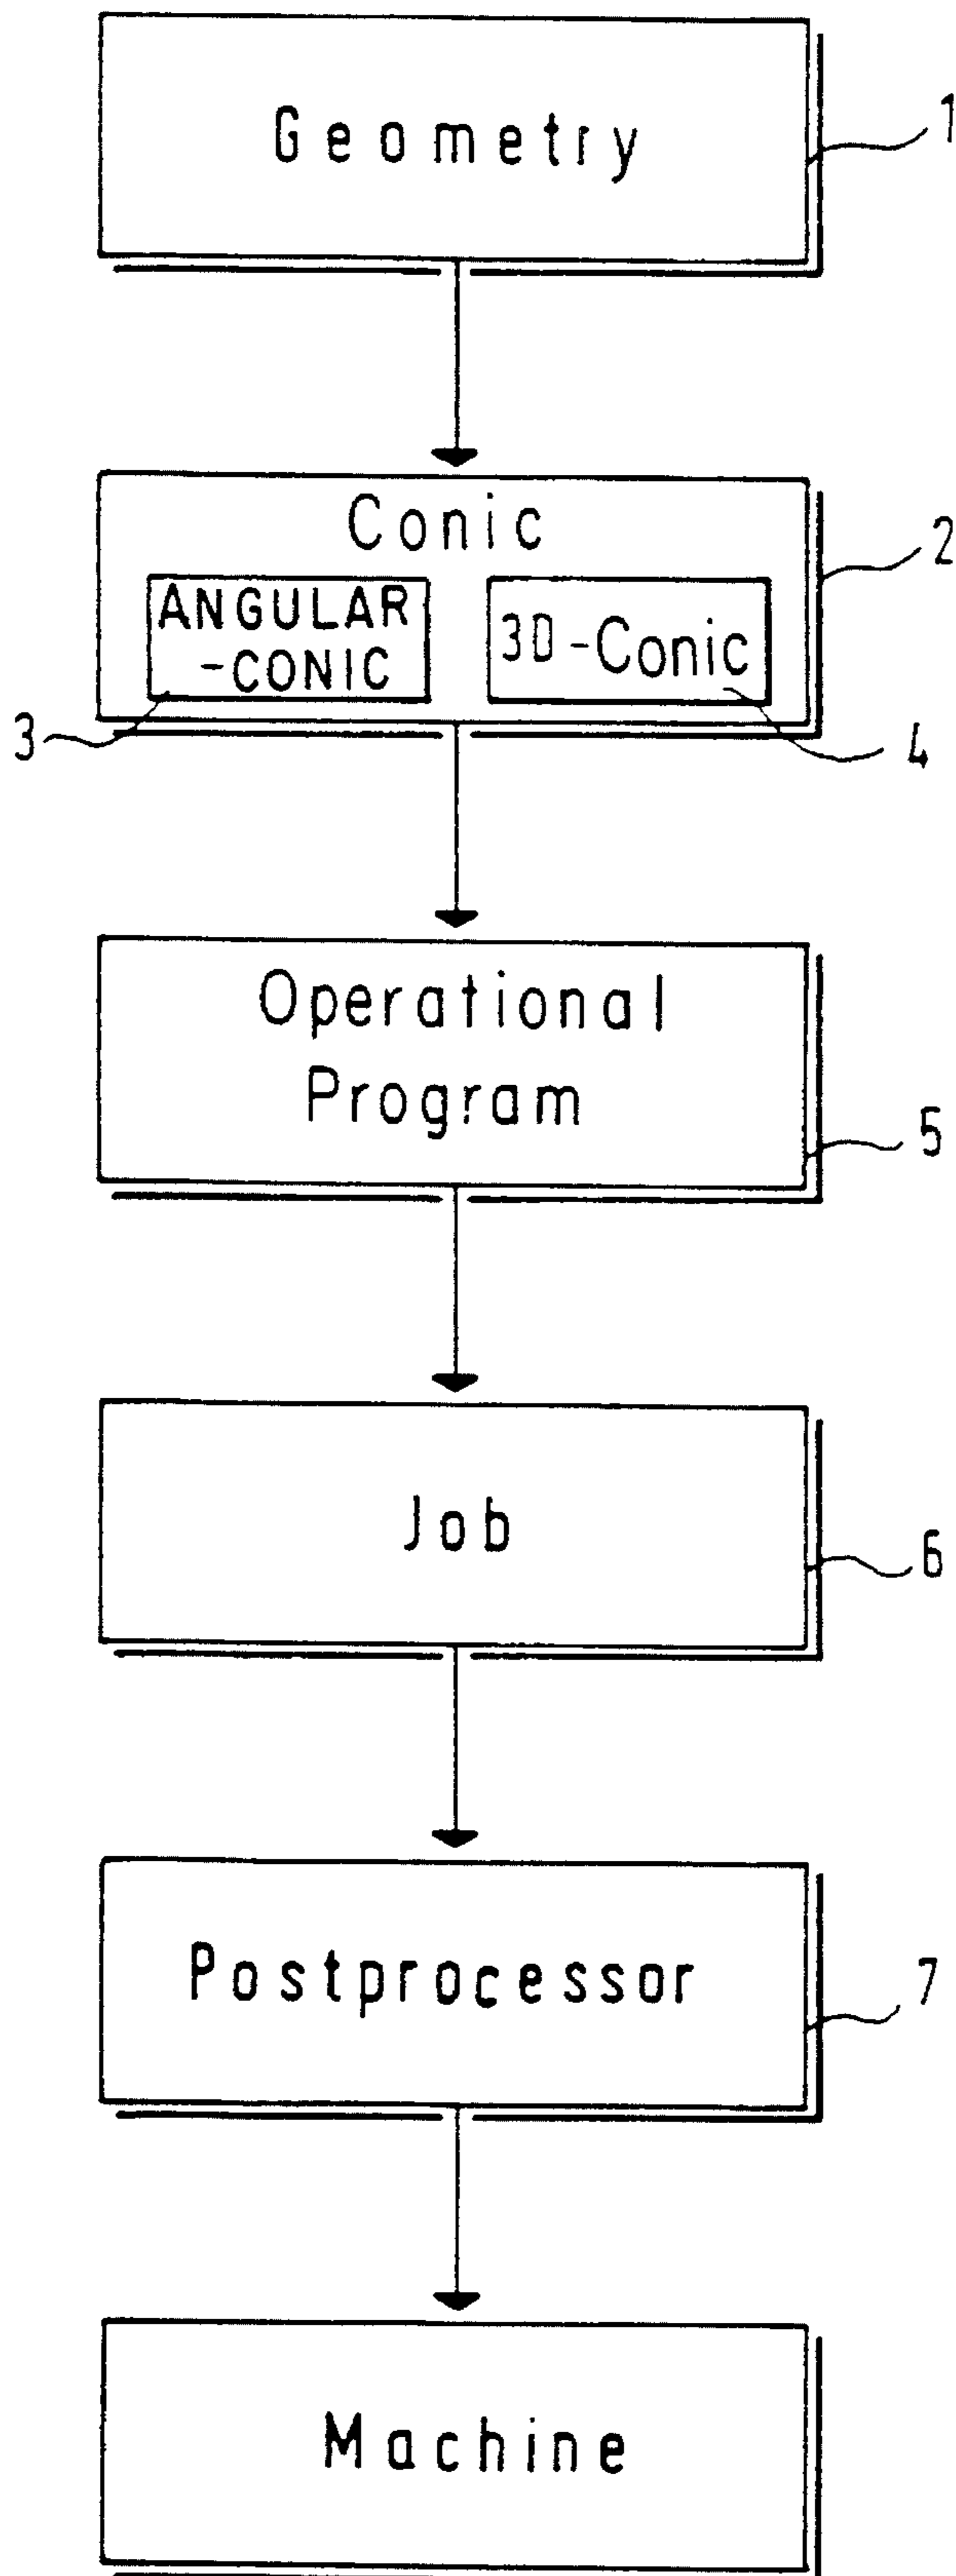 Geometry
1
Conic
2
ANGULAR
-CONIC
3D-Conic
3
4
Operational
Program
5
Job
6
Postprocessor
7
Machine